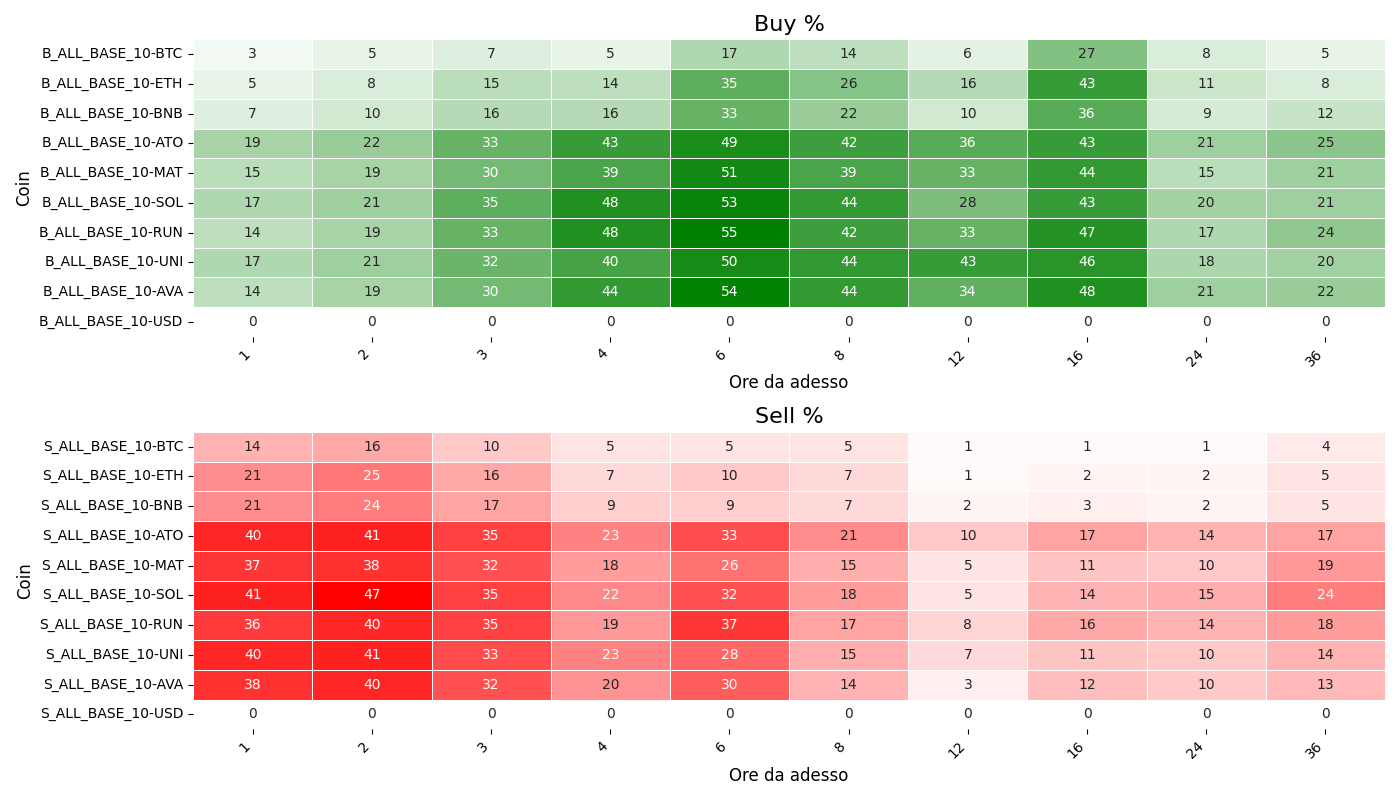 Buy %
B_ALL_BASE_10-BTC 3 5 7 5 17 14 6 27 8 5
B_ALL_BASE_10-ETH 5 8 15 14 35 26 16 43 11 8
B_ALL_BASE_10-BNB 7 10 16 16 33 22 10 36 9 12
B_ALL_BASE_10-ATO 19 22 33 43 49 42 36 43 21 25
B_ALL_BASE_10-MAT 15 19 30 39 51 39 33 44 15 21
B_ALL_BASE_10-SOL 17 21 35 48 53 44 28 43 20 21
B_ALL_BASE_10-RUN 14 19 33 48 55 42 33 47 17 24
B_ALL_BASE_10-UNI 17 21 32 40 50 44 43 46 18 20
B_ALL_BASE_10-AVA 14 19 30 44 54 44 34 48 21 22
B_ALL_BASE_10-USD 0 0 0 0 0 0 0 0 0 0
Coin
1 2 3 4 6 8 12 16 24 36
Ore da adesso
Sell %
S_ALL_BASE_10-BTC 14 16 10 5 5 5 1 1 1 4
S_ALL_BASE_10-ETH 21 25 16 7 10 7 1 2 2 5
S_ALL_BASE_10-BNB 21 24 17 9 9 7 2 3 2 5
S_ALL_BASE_10-ATO 40 41 35 23 33 21 10 17 14 17
S_ALL_BASE_10-MAT 37 38 32 18 26 15 5 11 10 19
S_ALL_BASE_10-SOL 41 47 35 22 32 18 5 14 15 24
S_ALL_BASE_10-RUN 36 40 35 19 37 17 8 16 14 18
S_ALL_BASE_10-UNI 40 41 33 23 28 15 7 11 10 14
S_ALL_BASE_10-AVA 38 40 32 20 30 14 3 12 10 13
S_ALL_BASE_10-USD 0 0 0 0 0 0 0 0 0 0
Coin
1 2 3 4 6 8 12 16 24 36
Ore da adesso